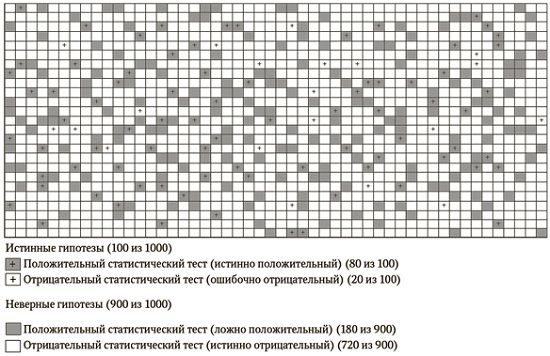 Истинные гипотезы (100 из 1000)
+ Положительный статистический тест (истинно положительный) (80 из 100)
+ Отрицательный статистический тест (ошибочно отрицательный) (20 из 100)
Неверные гипотезы (900 из 1000)
Положительный статистический тест (ложно положительный) (180 из 900)
Отрицательный статистический тест (истинно отрицательный) (720 из 900)